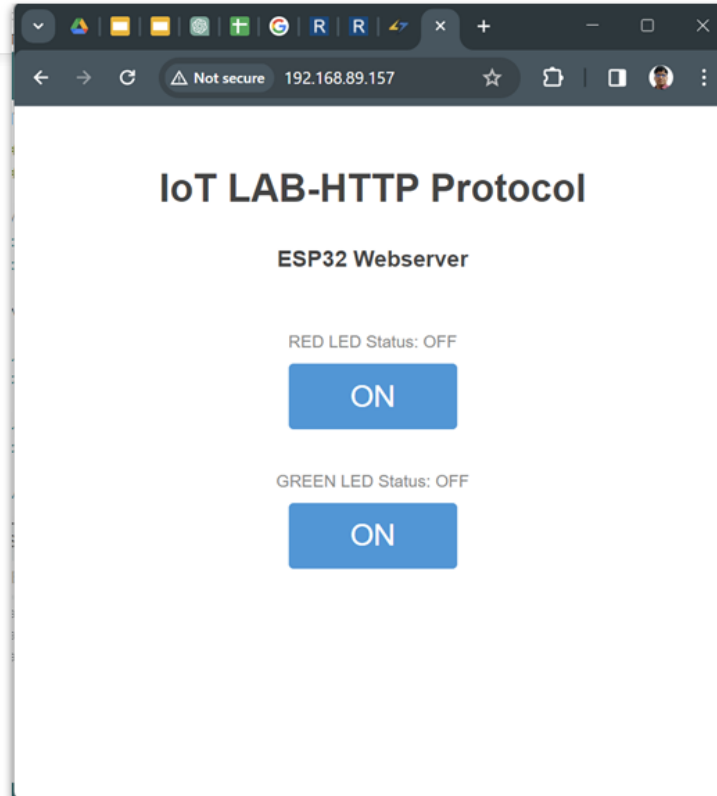 R R
Not secure 192.168.89.157
IoT LAB-HTTP Protocol
ESP32 Webserver
RED LED Status: OFF
ON
GREEN LED Status: OFF
ON